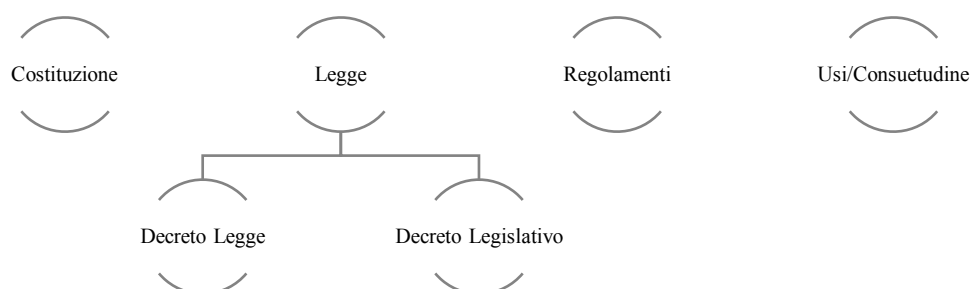 Costituzione
Legge
Regolamenti
Usi/Consuetudine
Decreto Legge
Decreto Legislativo